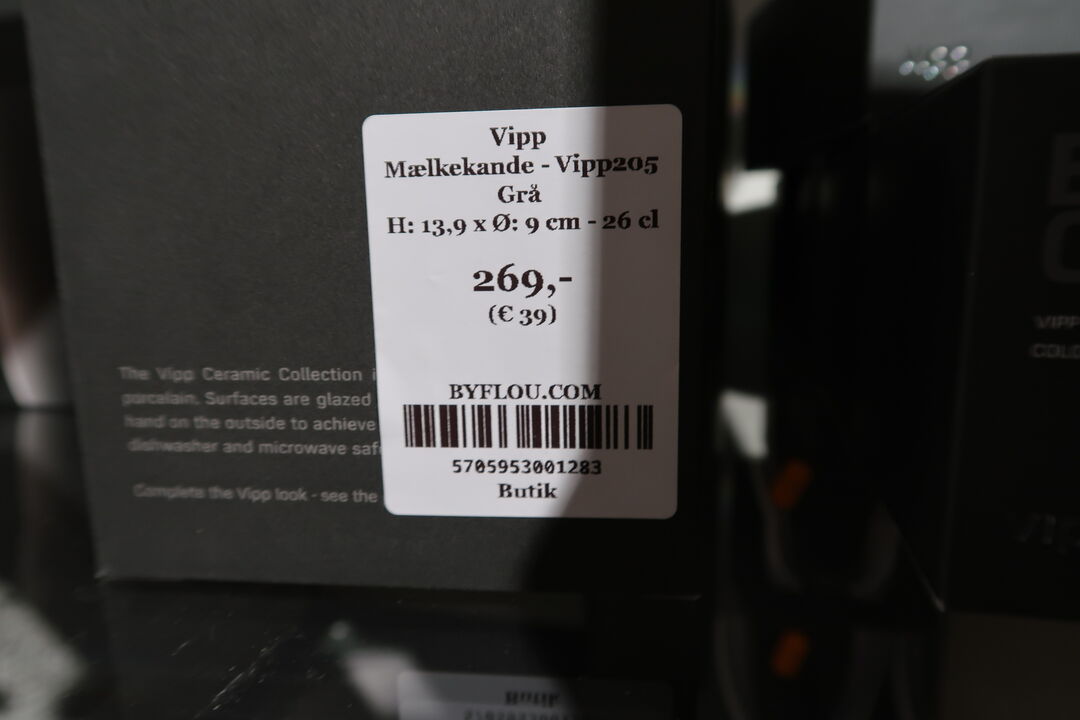 Vipp
Mælkekande - Vipp205
Grå
H: 13,9 x Ø: 9 cm - 26 cl
269,-
(€ 39)
BYFLOU.COM
5705953001283
Butik
The Vipp Ceramic Collection
porcelain. Surfaces are glazed
hand on the outside to achieve
dishwasher and microwave
Complete the Vipp look - see the
VIPP
Butik